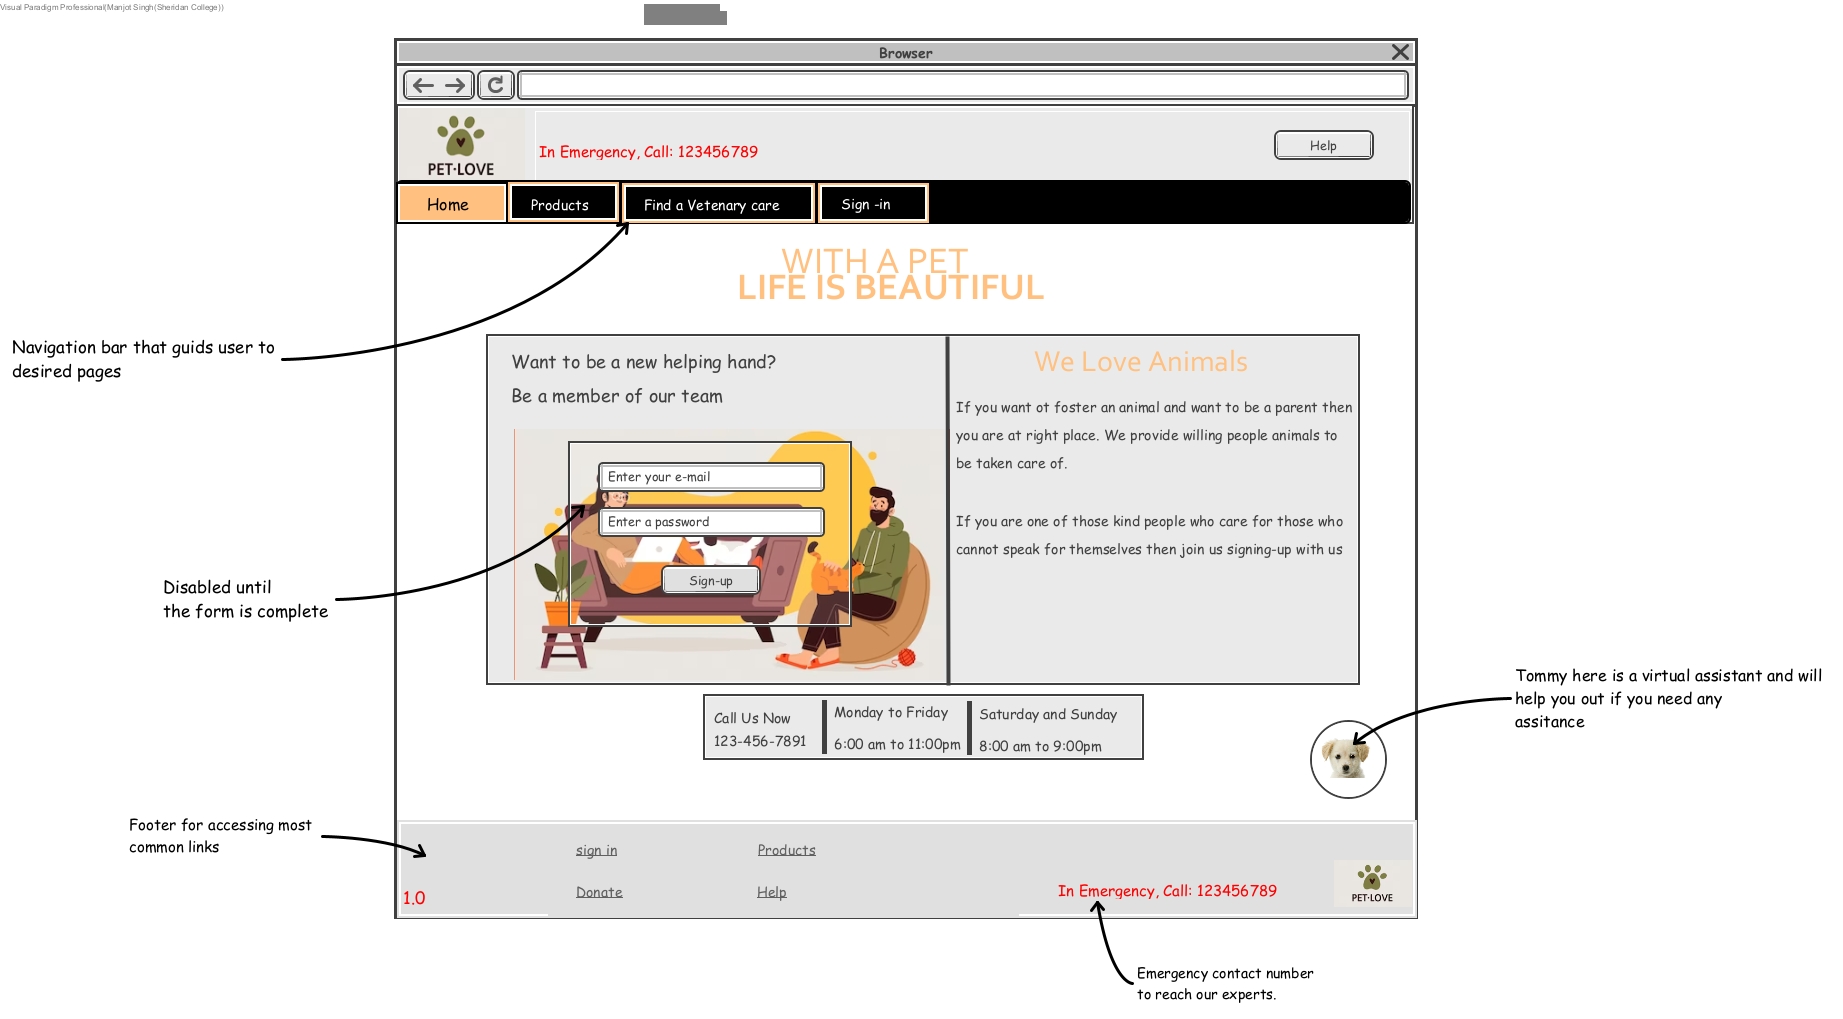 Visual Paradigm Professional(Manjot Singh(Sheridan College))
Browser
PET·LOVE
In Emergency, Call: 123456789
Help
Home
Products
Find a Vetenary care
Sign -in
WITH A PET
LIFE IS BEAUTIFUL
Navigation bar that guids user to
desired pages
Want to be a new helping hand?
Be a member of our team
Enter your e-mail
Enter a password
Sign-up
Disabled until
the form is complete
We Love Animals
If you want ot foster an animal and want to be a parent then
you are at right place. We provide willing people animals to
be taken care of.
If you are one of those kind people who care for those who
cannot speak for themselves then join us signing-up with us
Call Us Now
123-456-7891
Monday to Friday
6:00 am to 11:00pm
Saturday and Sunday
8:00 am to 9:00pm
Tommy here is a virtual assistant and will
help you out if you need any
assitance
Footer for accessing most
common links
1.0
sign in
Products
Donate
Help
In Emergency, Call: 123456789
PET·LOVE
Emergency contact number
to reach our experts.